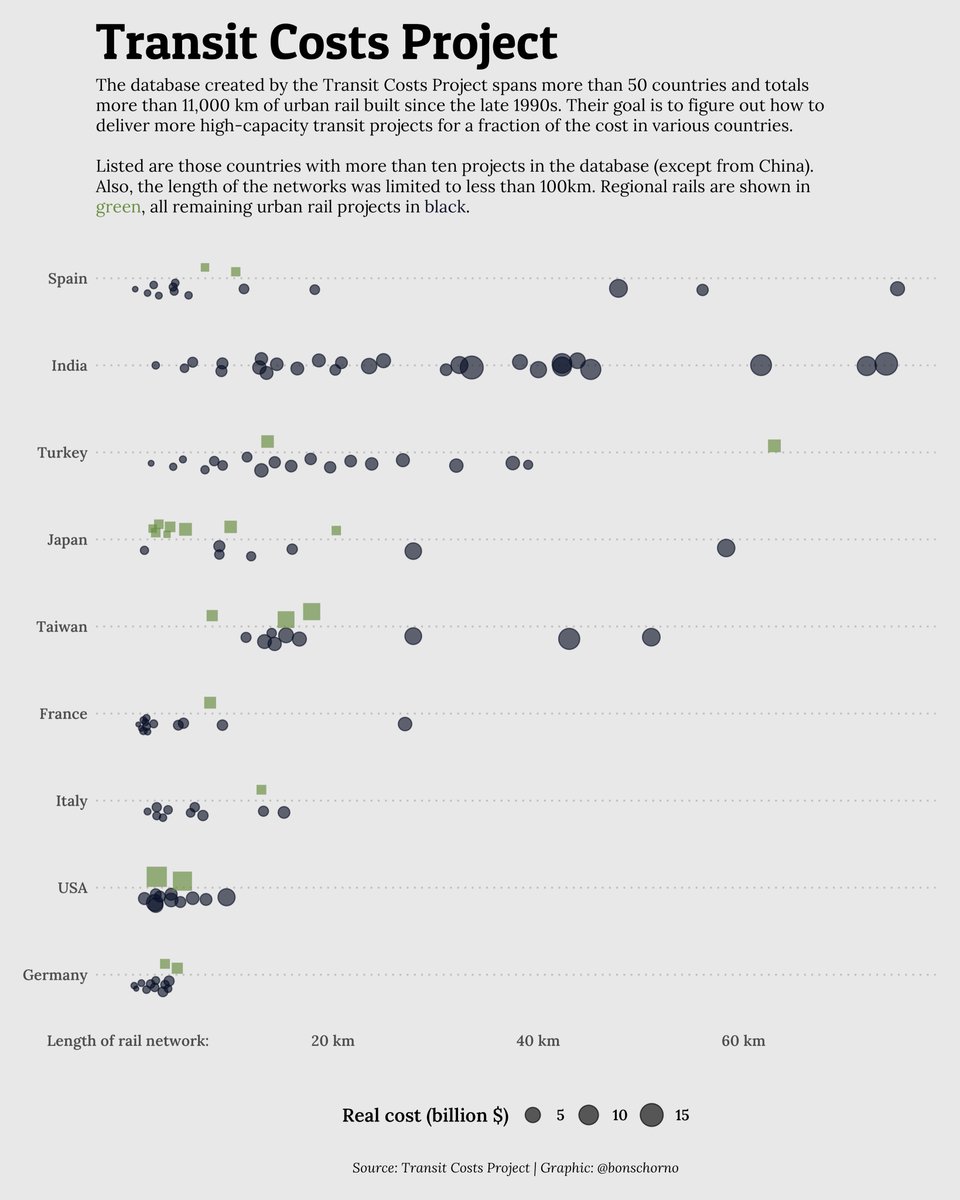 Transit Costs Project
The database created by the Transit Costs Project spans more than 50 countries and totals
more than 11,000 km of urban rail built since the late 1990s. Their goal is to figure out how to
deliver more high-capacity transit projects for a fraction of the cost in various countries.
Listed are those countries with more than ten projects in the database (except from China).
Also, the length of the networks was limited to less than 100km. Regional rails are shown in
green, all remaining urban rail projects in black.
Spain
India
Turkey
Japan
Taiwan
France
Italy
USA
Germany
Length of rail network: 20 km 40 km 60 km
Real cost (billion $) 5 10 15
Source: Transit Costs Project | Graphic: @bonschorno